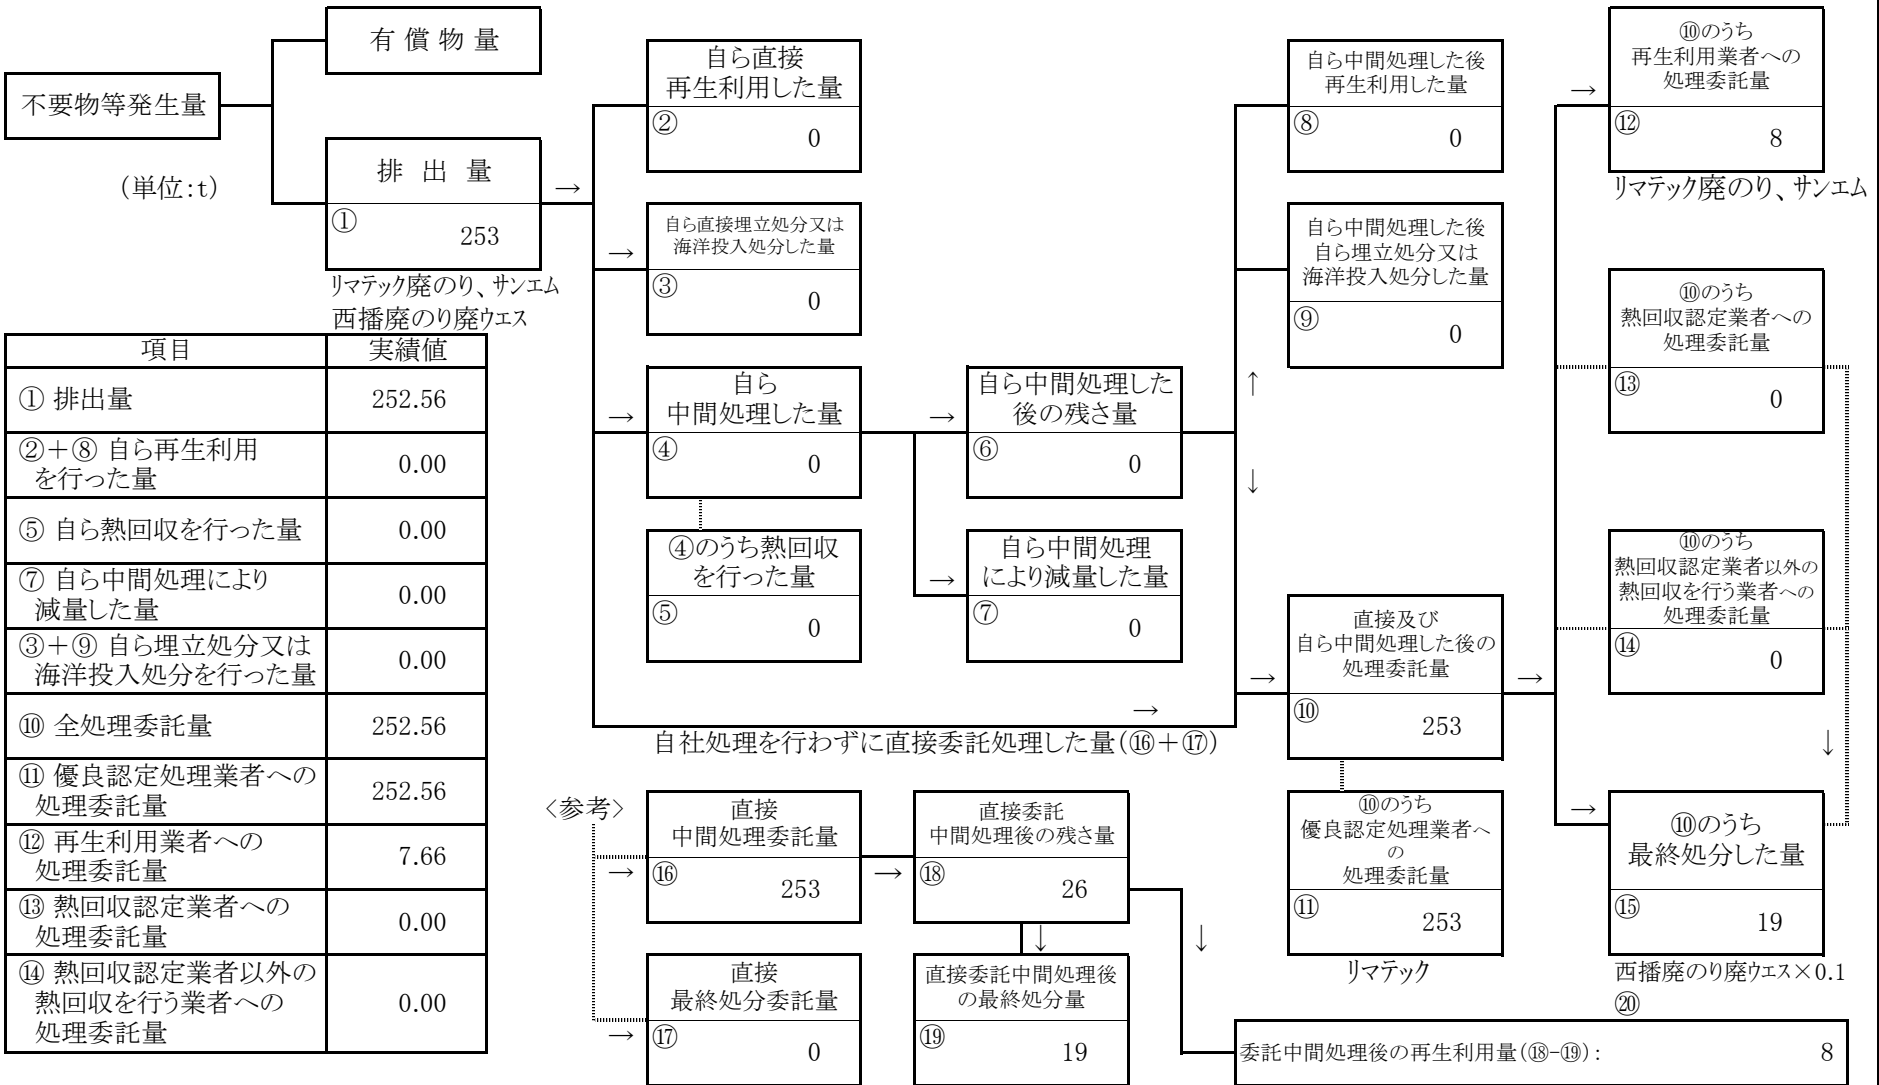 有 償 物 量
不要物等発生量
(単位:t)
排 出 量
→
①
253
リマテック廃のり、サンエム
西播廃のり廃ウエス
項目
実績値
① 排出量
252.56
②＋⑧ 自ら再生利用
を行った量
0.00
⑤ 自ら熱回収を行った量
0.00
⑦ 自ら中間処理により
減量した量
0.00
③＋⑨ 自ら埋立処分又は
海洋投入処分を行った量
0.00
⑩ 全処理委託量
252.56
⑪ 優良認定処理業者への
処理委託量
252.56
⑫ 再生利用業者への
処理委託量
7.66
⑬ 熱回収認定業者への
処理委託量
0.00
⑭ 熱回収認定業者以外の
熱回収を行う業者への
処理委託量
0.00
自ら直接
再生利用した量
②
0
→
自ら直接埋立処分又は
海洋投入処分した量
③
0
→
自ら
中間処理した量
④
0
④のうち熱回収
を行った量
⑤
0
→
自ら中間処理した
後の残さ量
⑥
0
→
自ら中間処理
により減量した量
⑦
0
→
自社処理を行わずに直接委託処理した量(⑯＋⑰)
自ら中間処理した後
再生利用した量
⑧
0
自ら中間処理した後
自ら埋立処分又は
海洋投入処分した量
⑨
0
↑
↓
→
直接及び
自ら中間処理した後の
処理委託量
⑩
253
→
⑩のうち
優良認定処理業者へ
の
処理委託量
⑪
253
リマテック
→
⑩のうち
再生利用業者への
処理委託量
⑫
8
リマテック廃のり、サンエム
⑩のうち
熱回収認定業者への
処理委託量
⑬
0
⑩のうち
熱回収認定業者以外の
熱回収を行う業者への
処理委託量
⑭
0
↓
→
⑩のうち
最終処分した量
⑮
19
西播廃のり廃ウエス×0.1
⑳
<参考>
→
直接
中間処理委託量
⑯
253
→
直接委託
中間処理後の残さ量
⑱
26
↓
↓
→
直接
最終処分委託量
⑰
0
直接委託中間処理後
の最終処分量
⑲
19
委託中間処理後の再生利用量(⑱-⑲)：
8